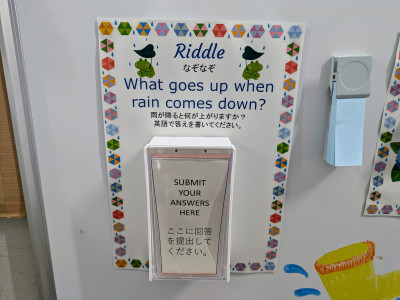 Riddle
なぞなぞ
What goes up when
rain comes down?
雨が降ると何が上がりますか？
英語で答えを書いてください。
SUBMIT
YOUR
ANSWERS
HERE
ここに回答
を提出して
ください。